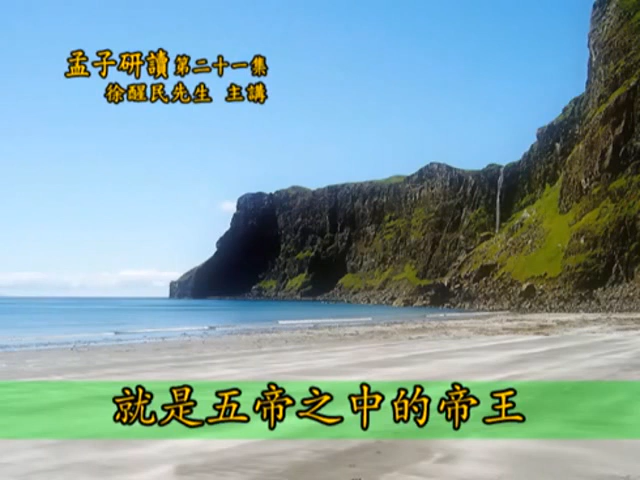 孟子研讀第二十一集
徐醒民先生 主講
就是五帝之中的帝王